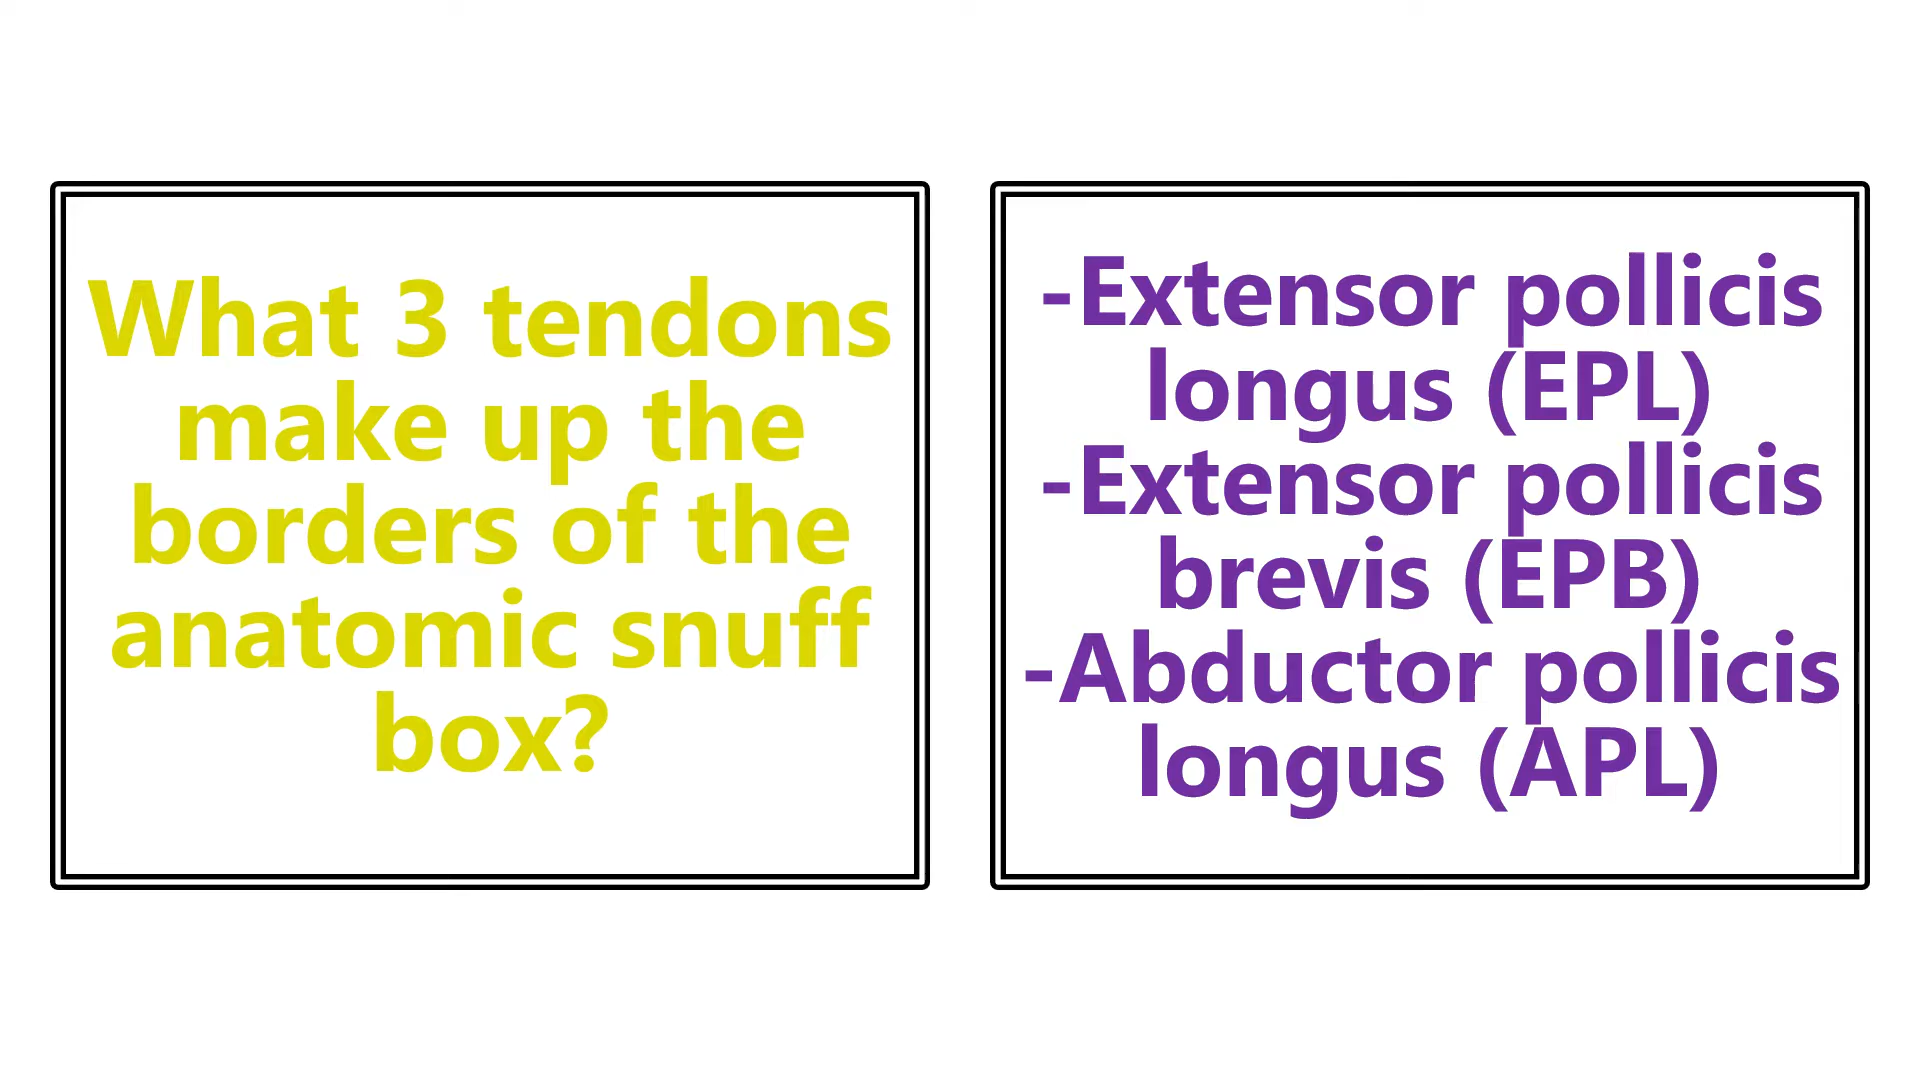 What 3 tendons
make up the
borders of the
anatomic snuff
box?
-Extensor pollicis
longus (EPL)
-Extensor pollicis
brevis (EPB)
-Abductor pollicis
longus (APL)